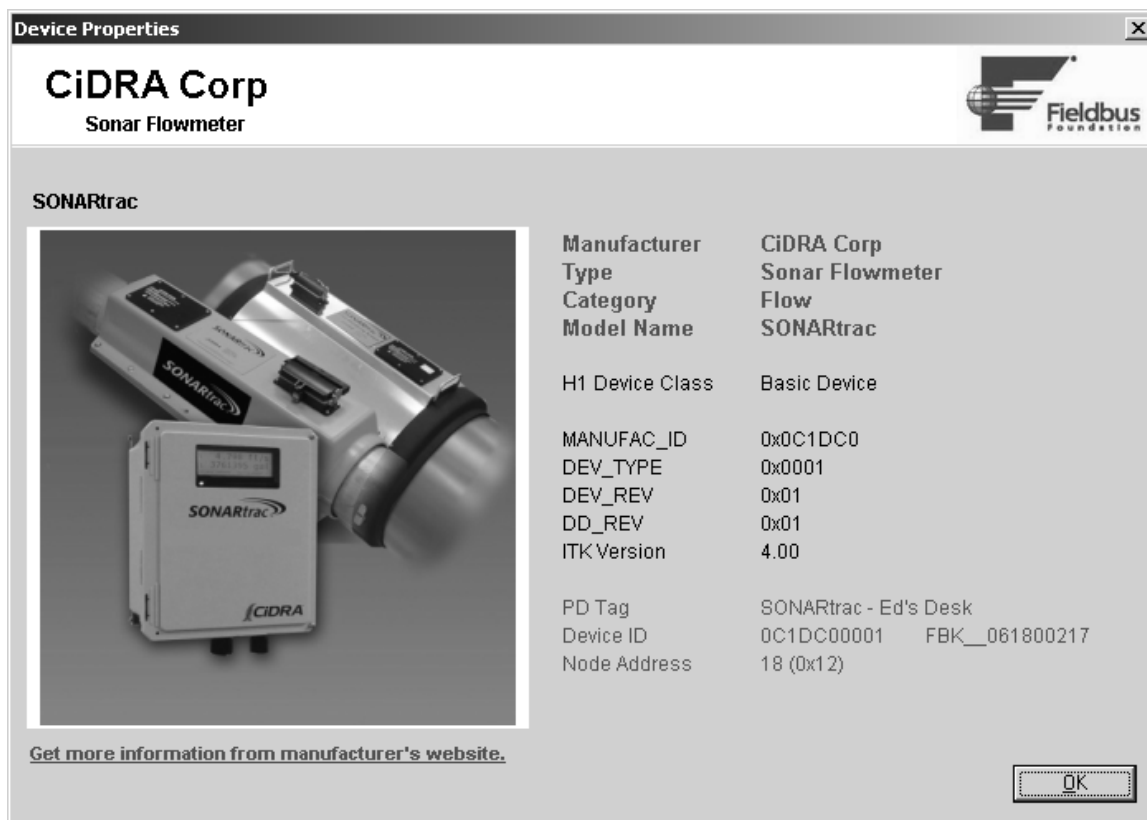 Device Properties
CiDRA Corp
Sonar Flowmeter
Fieldbus
Foundation
SONARtrac
SONARtrac
SONARtrac
CiDRA
Manufacturer CiDRA Corp
Type Sonar Flowmeter
Category Flow
Model Name SONARtrac
H1 Device Class Basic Device
MANUFAC_ID 0x0C1DC0
DEV_TYPE 0x0001
DEV_REV 0x01
DD_REV 0x01
ITK Version 4.00
PD Tag SONARtrac - Ed's Desk
Device ID 0C1DC00001 FBK__061800217
Node Address 18 (0x12)
Get more information from manufacturer's website.
OK